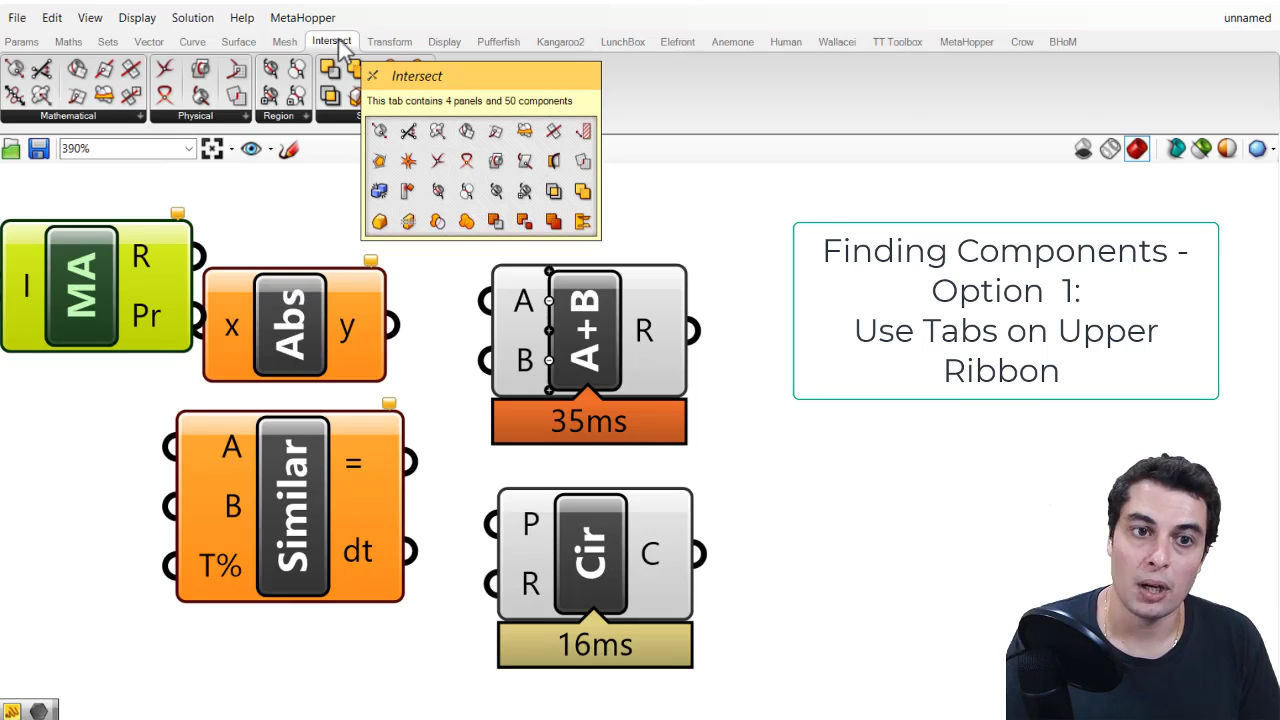 File Edit View Display Solution Help MetaHopper unnamed
Params Maths Sets Vector Curve Surface Mesh Intersect Transform Display Pufferfish Kangaroo2 LunchBox Elefront Anemone Human Wallacei TT Toolbox MetaHopper Crow BHoM
Intersect
This tab contains 4 panels and 50 components
Mathematical Physical Region
390%
I MA R Pr
x Abs y
A B A+B R
35ms
A B T% Similar = dt
P R Cir C
16ms
Finding Components -
Option 1:
Use Tabs on Upper
Ribbon